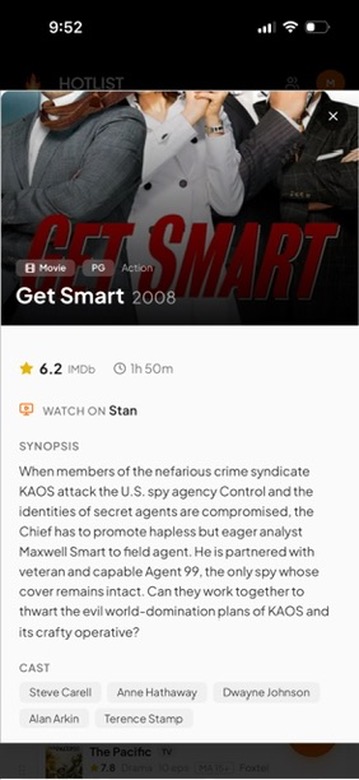 9:52
HOTLIST
M
GET SMART
Movie PG Action
Get Smart 2008
6.2 IMDb 1h 50m
WATCH ON Stan
SYNOPSIS
When members of the nefarious crime syndicate
KAOS attack the U.S. spy agency Control and the
identities of secret agents are compromised, the
Chief has to promote hapless but eager analyst
Maxwell Smart to field agent. He is partnered with
veteran and capable Agent 99, the only spy whose
cover remains intact. Can they work together to
thwart the evil world-domination plans of KAOS and
its crafty operative?
CAST
Steve Carell Anne Hathaway Dwayne Johnson
Alan Arkin Terence Stamp
The Pacific TV
7.8 Drama 10 eps MA 15+ Foxtel